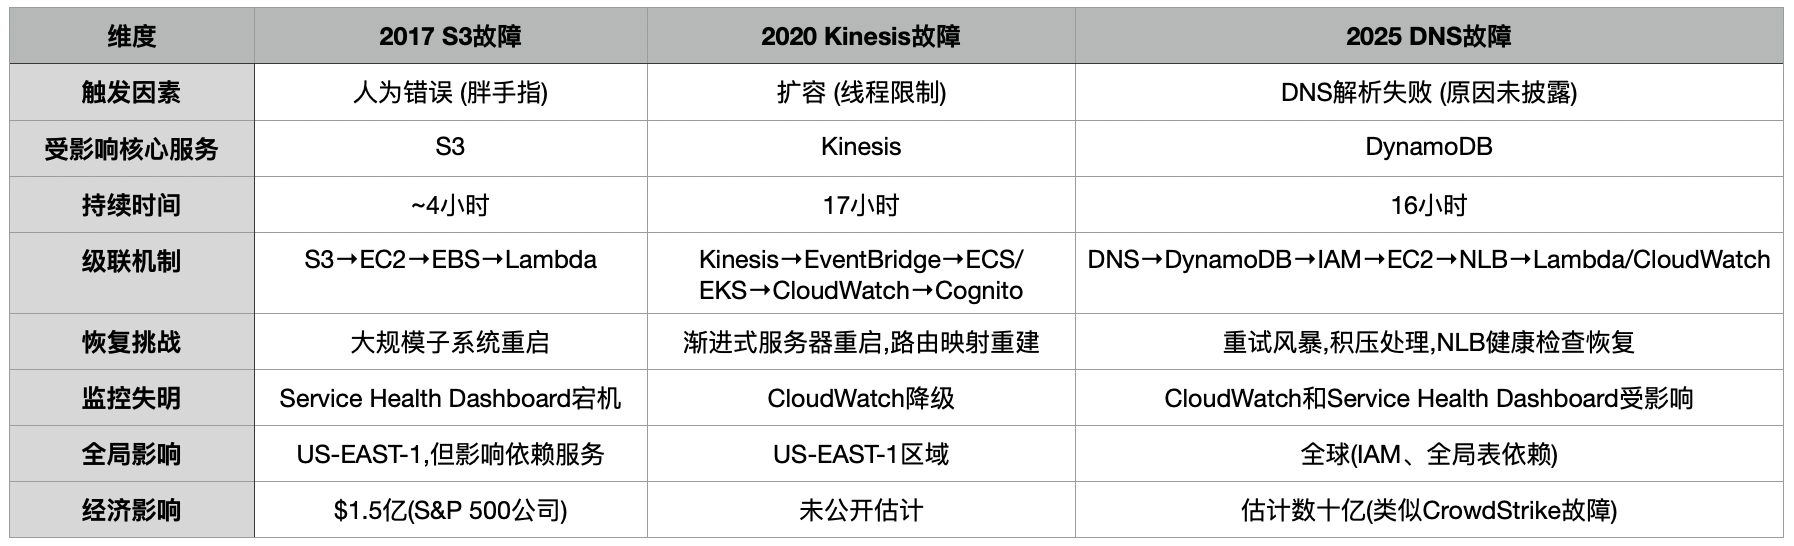 维度 2017 S3故障 2020 Kinesis故障 2025 DNS故障
触发因素 人为错误 (胖手指) 扩容 (线程限制) DNS解析失败 (原因未披露)
受影响核心服务 S3 Kinesis DynamoDB
持续时间 ~4小时 17小时 16小时
级联机制 S3→EC2→EBS→Lambda Kinesis→EventBridge→ECS/ DNS→DynamoDB→IAM→EC2→NLB→Lambda/CloudWatch
EKS→CloudWatch→Cognito
恢复挑战 大规模子系统重启 渐进式服务器重启,路由映射重建 重试风暴,积压处理,NLB健康检查恢复
监控失明 Service Health Dashboard宕机 CloudWatch降级 CloudWatch和Service Health Dashboard受影响
全局影响 US-EAST-1,但影响依赖服务 US-EAST-1区域 全球(IAM、全局表依赖)
经济影响 $1.5亿(S&P 500公司) 未公开估计 估计数十亿(类似CrowdStrike故障)